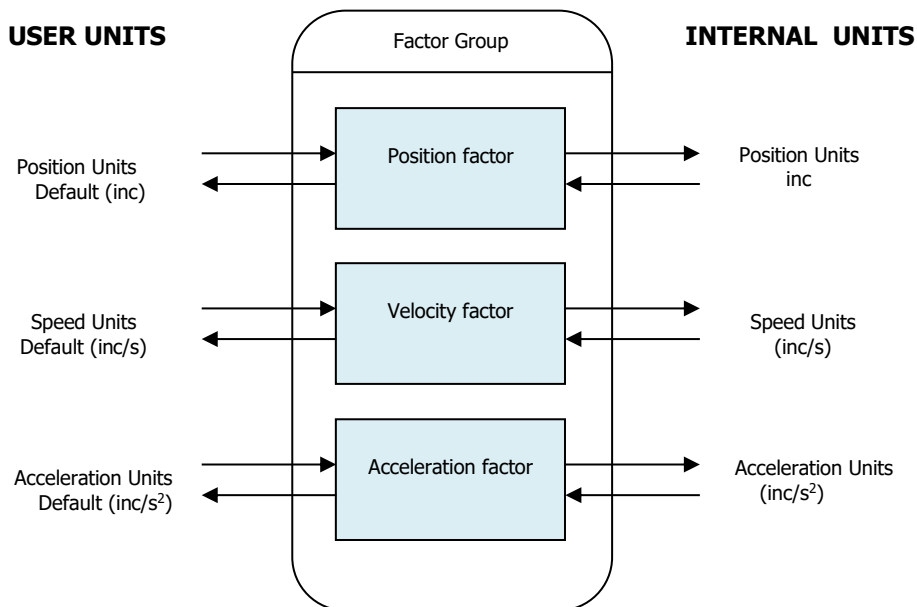 USER UNITS
Factor Group
INTERNAL UNITS
Position Units
Default (inc)
Position factor
Position Units
inc
Speed Units
Default (inc/s)
Velocity factor
Speed Units
(inc/s)
Acceleration Units
Default (inc/s²)
Acceleration factor
Acceleration Units
(inc/s²)